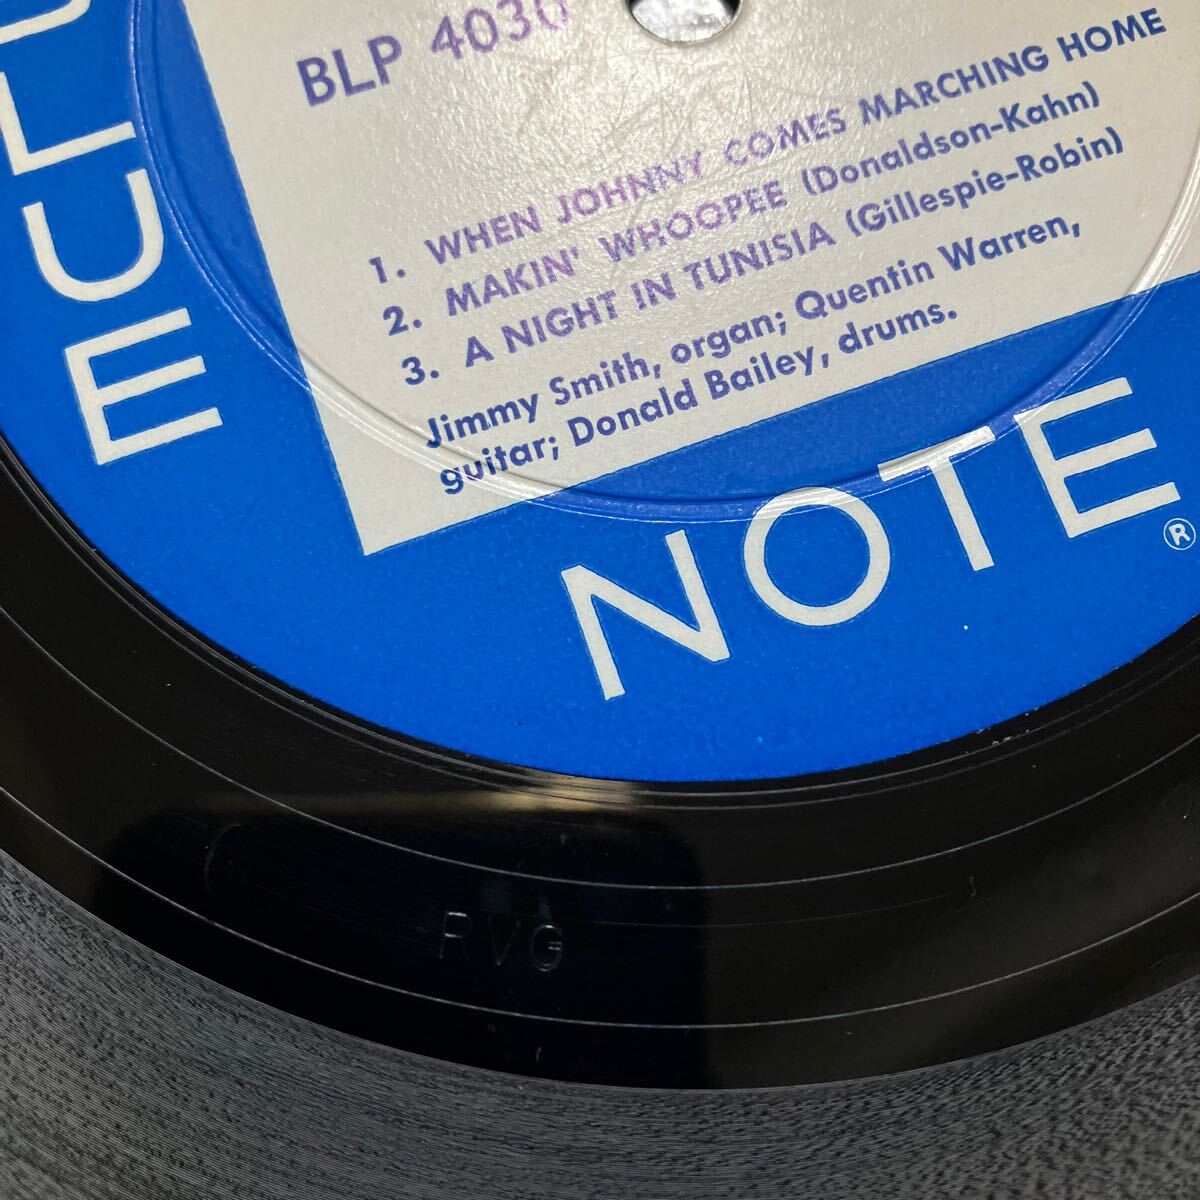 BLUE
BLP 4030
1. WHEN JOHNNY COMES MARCHING HOME
2. MAKIN' WHOOPEE (Donaldson-Kahn)
3. A NIGHT IN TUNISIA (Gillespie-Robin)
Jimmy Smith, organ; Quentin Warren,
guitar; Donald Bailey, drums.
NOTE®
RVG